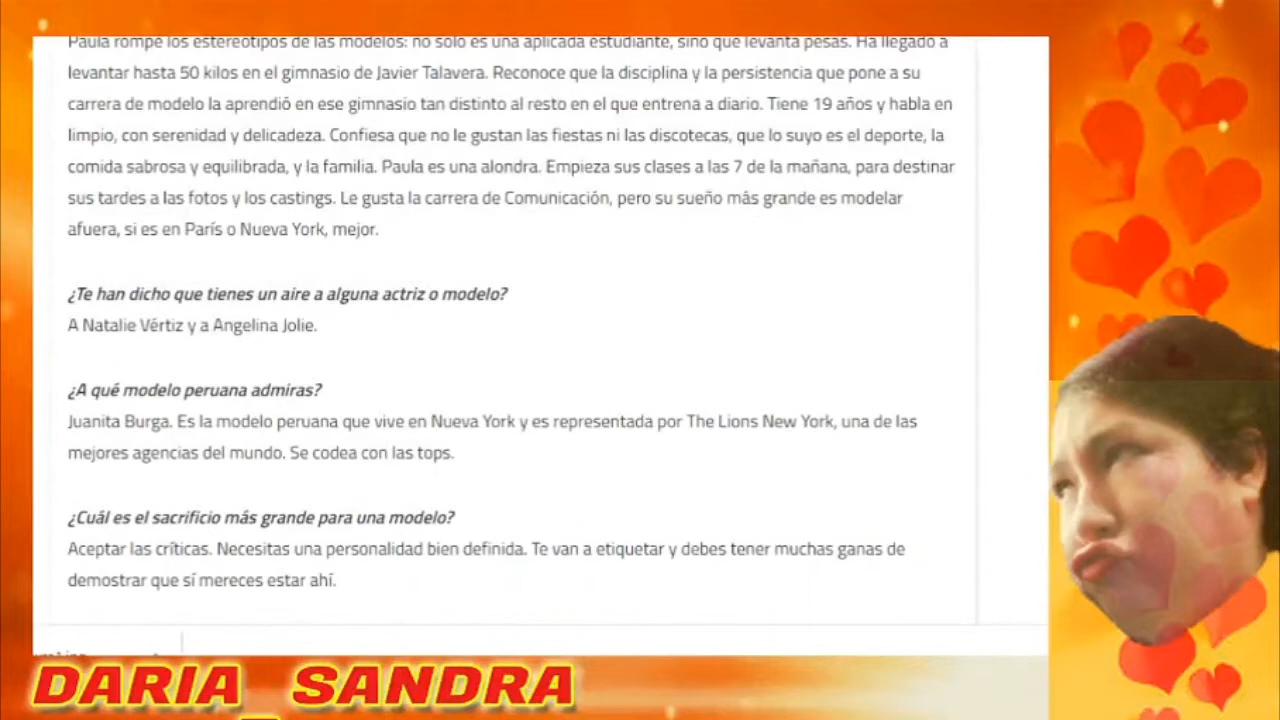 Paula rompe los estereotipos de las modelos: no solo es una aplicada estudiante, sino que levanta pesas. Ha llegado a
levantar hasta 50 kilos en el gimnasio de Javier Talavera. Reconoce que la disciplina y la persistencia que pone a su
carrera de modelo la aprendió en ese gimnasio tan distinto al resto en el que entrena a diario. Tiene 19 años y habla en
limpio, con serenidad y delicadeza. Confiesa que no le gustan las fiestas ni las discotecas, que lo suyo es el deporte, la
comida sabrosa y equilibrada, y la familia. Paula es una alondra. Empieza sus clases a las 7 de la mañana, para destinar
sus tardes a las fotos y los castings. Le gusta la carrera de Comunicación, pero su sueño más grande es modelar
afuera, si es en París o Nueva York, mejor.
¿Te han dicho que tienes un aire a alguna actriz o modelo?
A Natalie Vértiz y a Angelina Jolie.
¿A qué modelo peruana admiras?
Juanita Burga. Es la modelo peruana que vive en Nueva York y es representada por The Lions New York, una de las
mejores agencias del mundo. Se codea con las tops.
¿Cuál es el sacrificio más grande para una modelo?
Aceptar las críticas. Necesitas una personalidad bien definida. Te van a etiquetar y debes tener muchas ganas de
demostrar que sí mereces estar ahí.
DARIA SANDRA